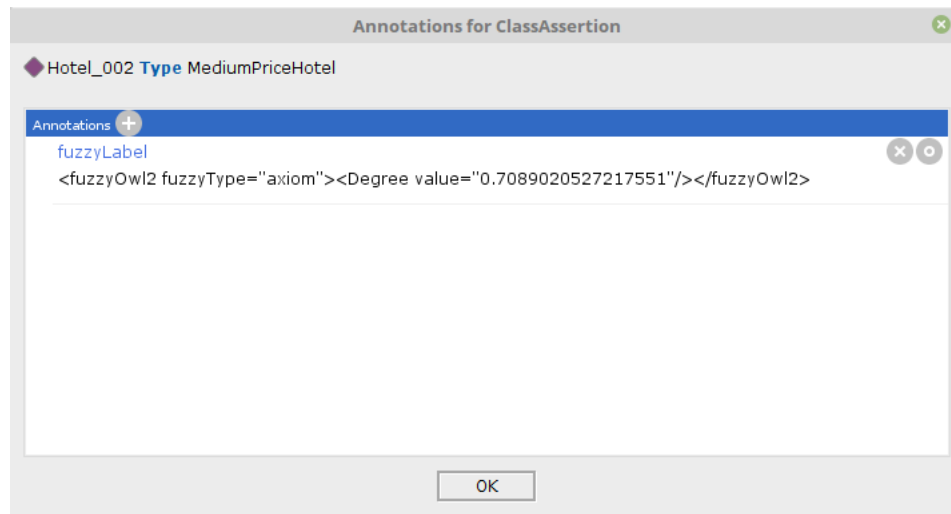 Annotations for ClassAssertion
Hotel_002 Type MediumPriceHotel
Annotations
fuzzyLabel
<fuzzyOwl2 fuzzyType="axiom"><Degree value="0.7089020527217551"/></fuzzyOwl2>
OK